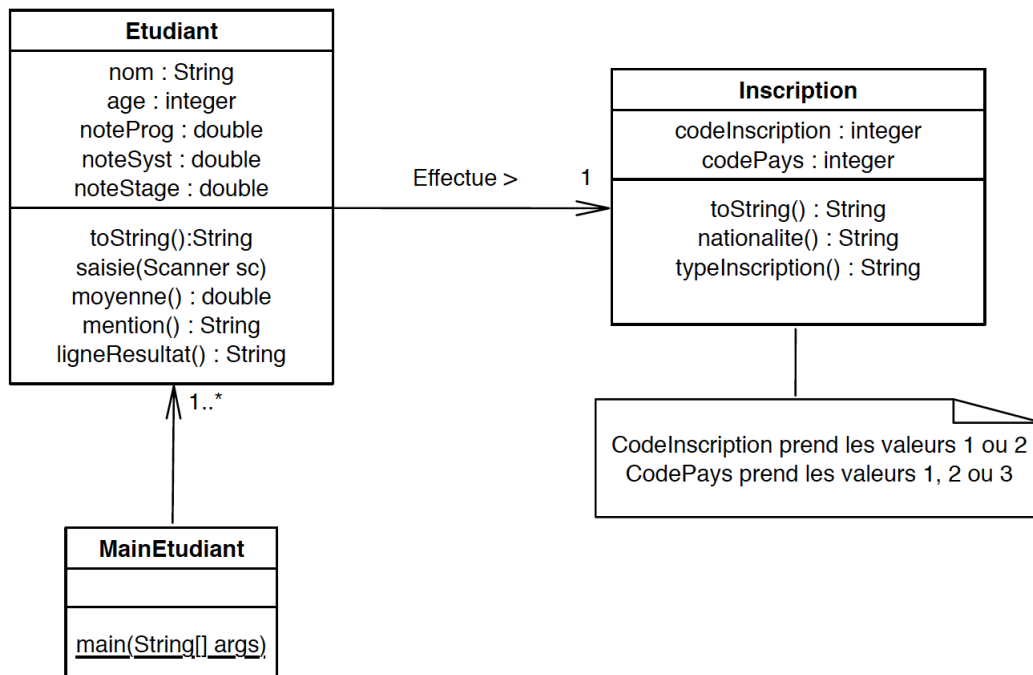 Etudiant
nom : String
age : integer
noteProg : double
noteSyst : double
noteStage : double
toString():String
saisie(Scanner sc)
moyenne() : double
mention() : String
ligneResultat() : String
Effectue >
1
Inscription
codeInscription : integer
codePays : integer
toString() : String
nationalite() : String
typeInscription() : String
CodeInscription prend les valeurs 1 ou 2
CodePays prend les valeurs 1, 2 ou 3
1..*
MainEtudiant
main(String[] args)